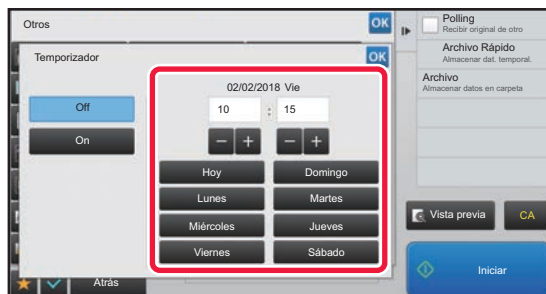 Otros
OK
Temporizador
OK
Off
On
02/02/2018 Vie
10 : 15
Hoy Domingo
Lunes Martes
Miércoles Jueves
Viernes Sábado
Atrás
Polling
Recibir original de otro
Archivo Rápido
Almacenar dat. temporal.
Archivo
Almacenar datos en carpeta
Vista previa
CA
Iniciar